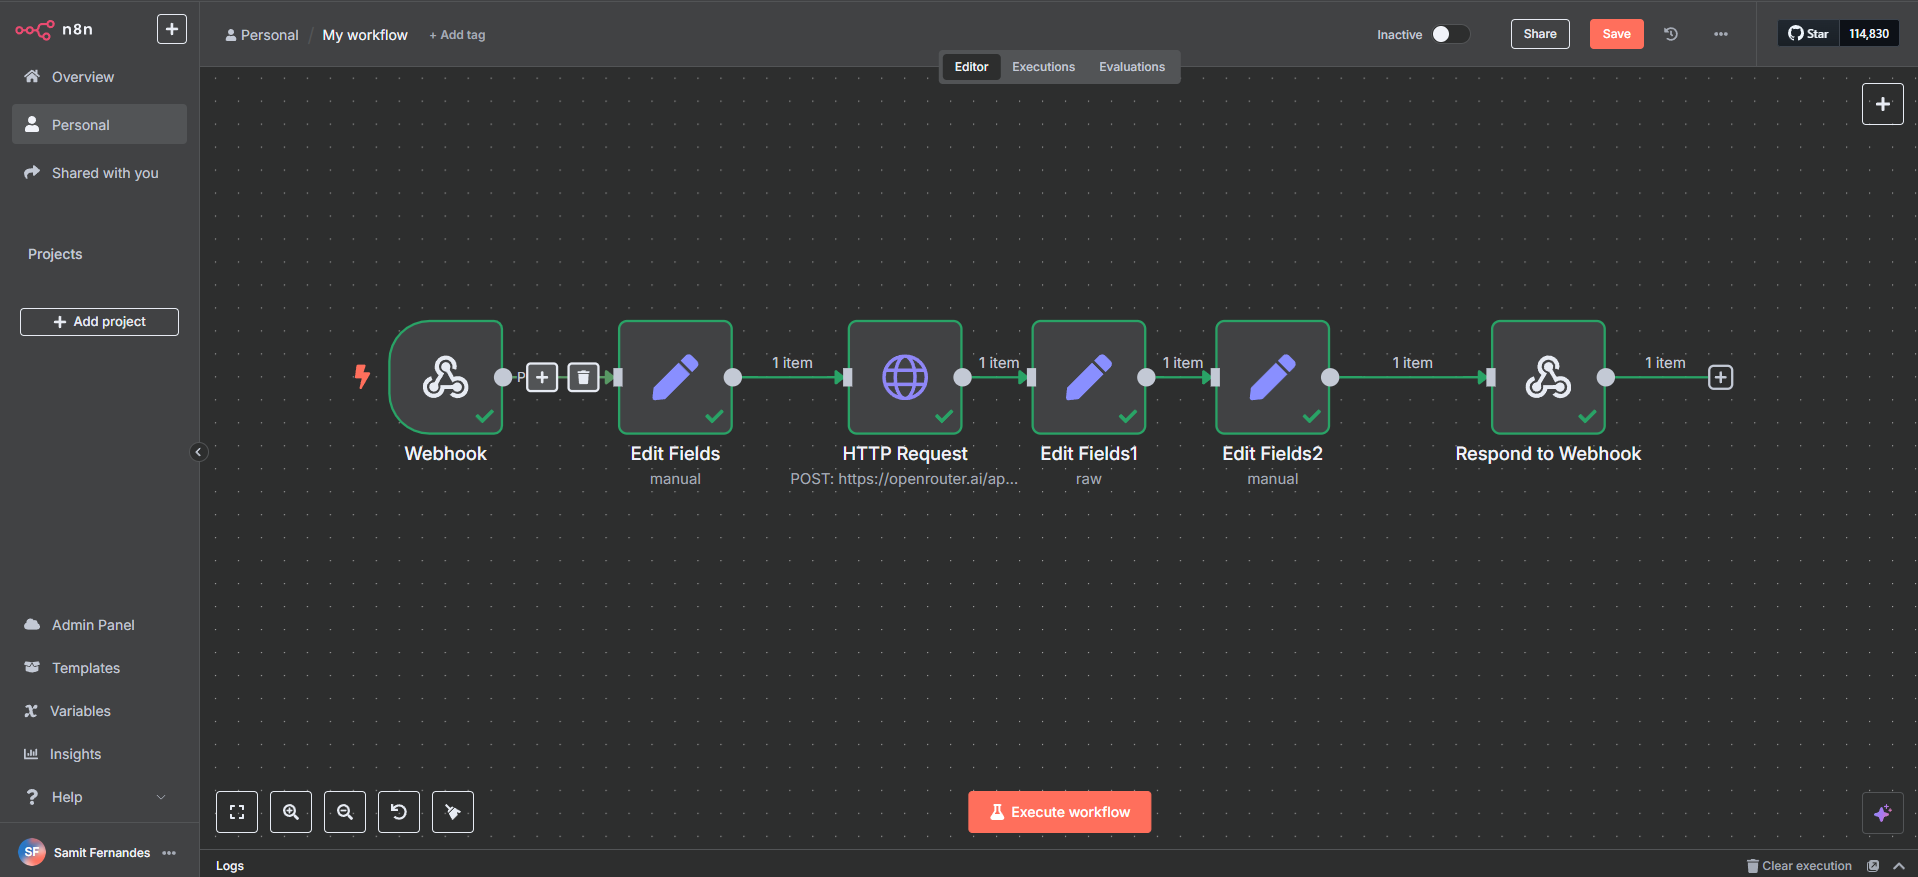 n8n
Personal / My workflow + Add tag
Inactive
Share
Save
Star 114,830
Editor Executions Evaluations
Overview
Personal
Shared with you
Projects
Add project
P
1 item
1 item
1 item
1 item
1 item
Webhook
Edit Fields
manual
HTTP Request
POST: https://openrouter.ai/ap...
Edit Fields1
raw
Edit Fields2
manual
Respond to Webhook
Admin Panel
Templates
Variables
Insights
Help
Execute workflow
SF Samit Fernandes
Logs
Clear execution